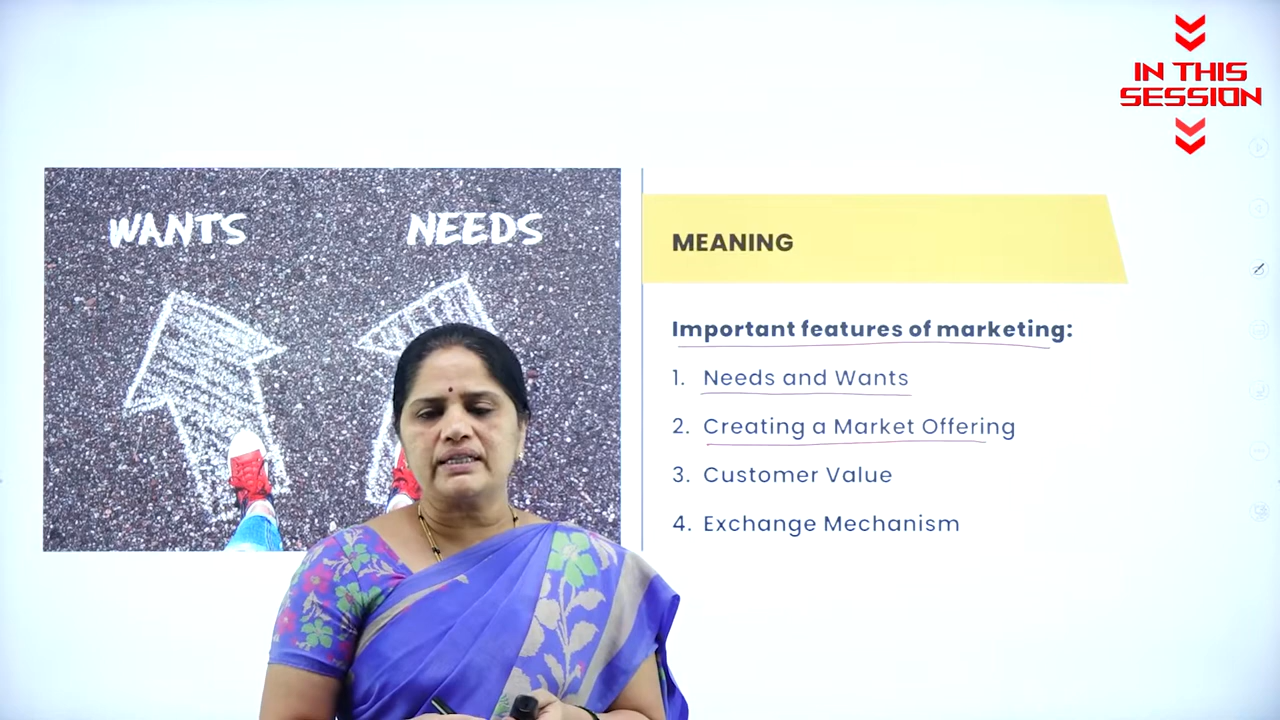 IN THIS
SESSION
WANTS
NEEDS
MEANING
Important features of marketing:
1. Needs and Wants
2. Creating a Market Offering
3. Customer Value
4. Exchange Mechanism